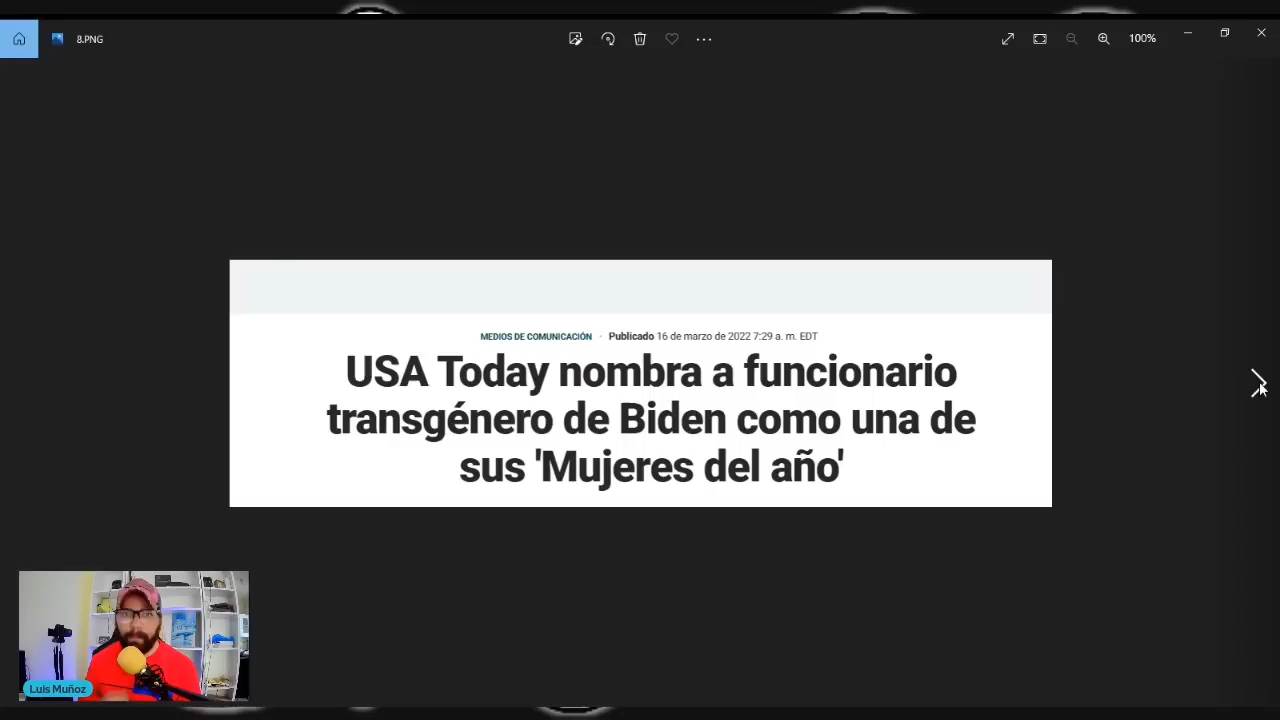 8.PNG
100%
MEDIOS DE COMUNICACIÓN · Publicado 16 de marzo de 2022 7:29 a. m. EDT
USA Today nombra a funcionario
transgénero de Biden como una de
sus 'Mujeres del año'
Luis Muñoz